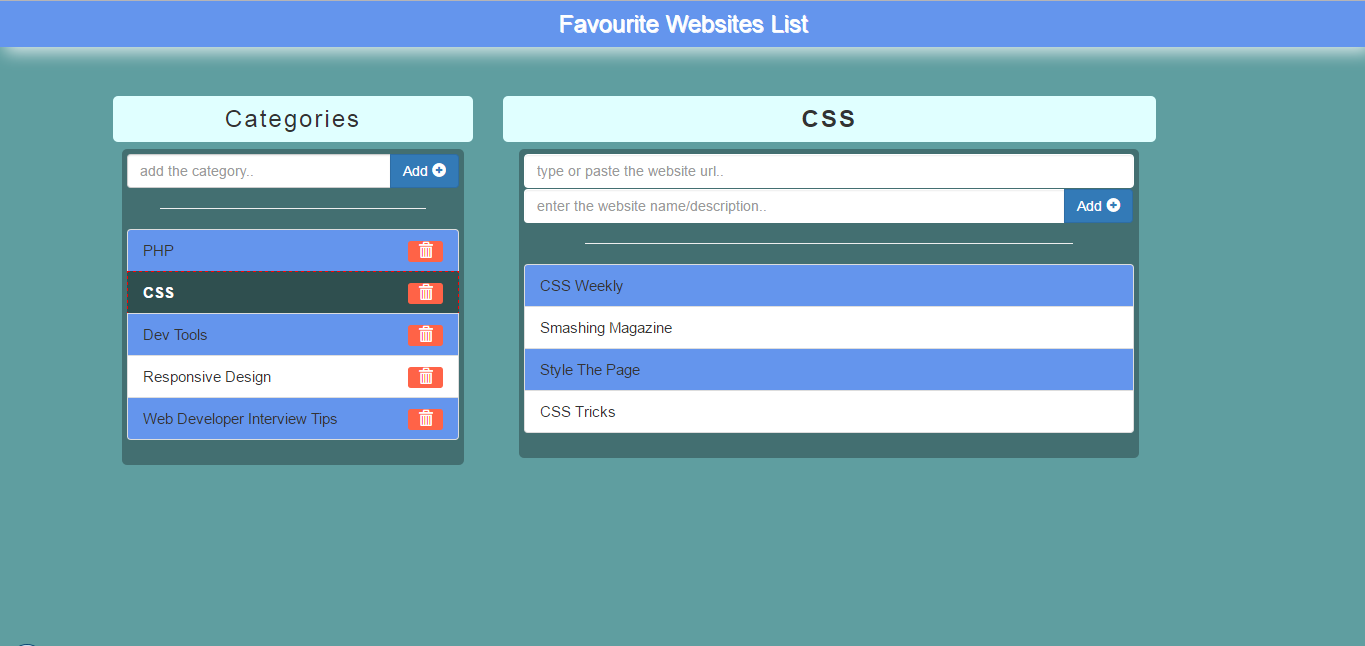 Favourite Websites List
Categories
add the category..
Add
PHP
CSS
Dev Tools
Responsive Design
Web Developer Interview Tips
CSS
type or paste the website url..
enter the website name/description..
Add
CSS Weekly
Smashing Magazine
Style The Page
CSS Tricks